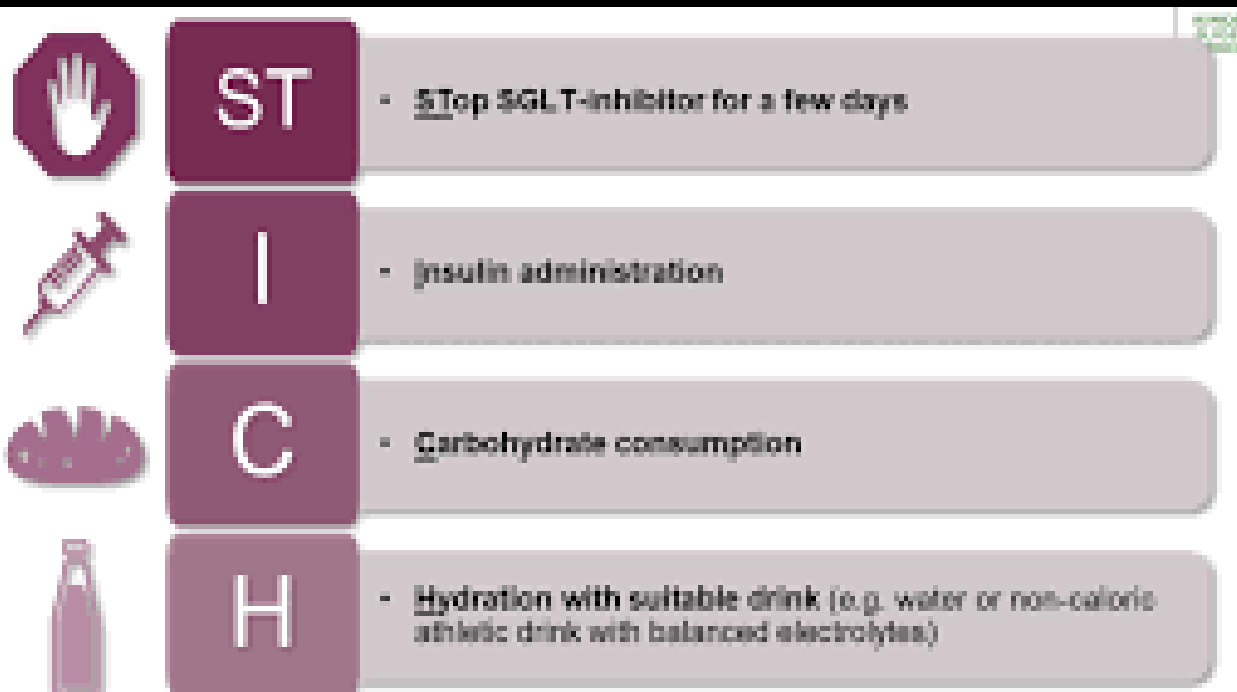 ST
- STop SGLT-inhibitor for a few days
I
- Insulin administration
C
- Carbohydrate consumption
H
- Hydration with suitable drink (e.g. water or non-caloric
athletic drink with balanced electrolytes)